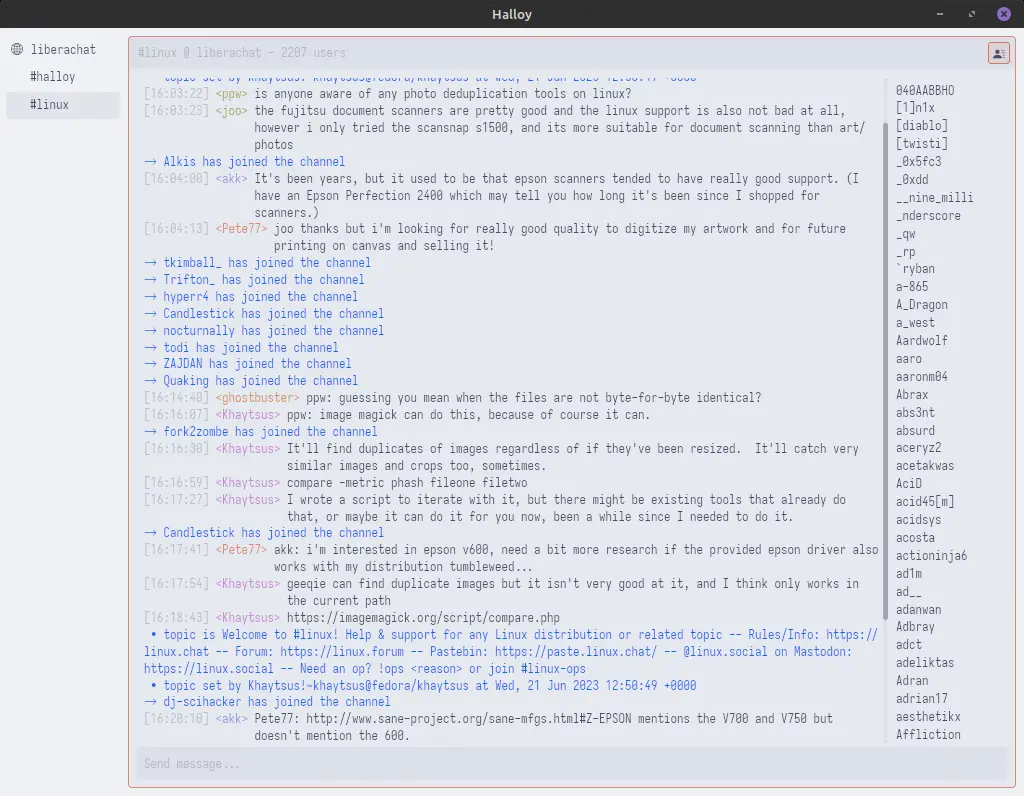 Halloy
liberachat
#halloy
#linux
#linux @ liberachat - 2207 users
topic set by Khaytsus!~khaytsus@fedora/khaytsus at Wed, 21 Jun 2023 12:50:49 +0000
[16:03:22] <ppw> is anyone aware of any photo deduplication tools on linux?
[16:03:23] <joo> the fujitsu document scanners are pretty good and the linux support is also not bad at all,
however i only tried the scansnap s1500, and its more suitable for document scanning than art/
photos
→ Alkis has joined the channel
[16:04:00] <akk> It's been years, but it used to be that epson scanners tended to have really good support. (I
have an Epson Perfection 2400 which may tell you how long it's been since I shopped for
scanners.)
[16:04:13] <Pete77> joo thanks but i'm looking for really good quality to digitize my artwork and for future
printing on canvas and selling it!
→ tkimball_ has joined the channel
→ Trifton_ has joined the channel
→ hyperr4 has joined the channel
→ Candlestick has joined the channel
→ nocturnally has joined the channel
→ todi has joined the channel
→ ZAJDAN has joined the channel
→ Quaking has joined the channel
[16:14:40] <ghostbuster> ppw: guessing you mean when the files are not byte-for-byte identical?
[16:16:07] <Khaytsus> ppw: image magick can do this, because of course it can.
→ fork2zombe has joined the channel
[16:16:30] <Khaytsus> It'll find duplicates of images regardless of if they've been resized.  It'll catch very
similar images and crops too, sometimes.
[16:16:59] <Khaytsus> compare -metric phash fileone filetwo
[16:17:27] <Khaytsus> I wrote a script to iterate with it, but there might be existing tools that already do
that, or maybe it can do it for you now, been a while since I needed to do it.
→ Candlestick has joined the channel
[16:17:41] <Pete77> akk: i'm interested in epson v600, need a bit more research if the provided epson driver also
works with my distribution tumbleweed...
[16:17:54] <Khaytsus> geeqie can find duplicate images but it isn't very good at it, and I think only works in
the current path
[16:18:43] <Khaytsus> https://imagemagick.org/script/compare.php
• topic is Welcome to #linux! Help & support for any Linux distribution or related topic -- Rules/Info: https://
linux.chat -- Forum: https://linux.forum -- Pastebin: https://paste.linux.chat/ -- @linux.social on Mastodon:
https://linux.social -- Need an op? !ops <reason> or join #linux-ops
• topic set by Khaytsus!~khaytsus@fedora/khaytsus at Wed, 21 Jun 2023 12:50:49 +0000
→ dj-scihacker has joined the channel
[16:28:10] <akk> Pete77: http://www.sane-project.org/sane-mfgs.html#Z-EPSON mentions the V700 and V750 but
doesn't mention the 600.
Send message...
040AABBHO
[1]n1x
[diablo]
[twisti]
_0x5fc3
_0xdd
__nine_milli
_nderscore
_qw
_rp
`ryban
a-865
A_Dragon
a_west
Aardwolf
aaro
aaronm04
Abrax
abs3nt
absurd
aceryz2
acetakwas
AciD
acid45[m]
acidsys
acosta
actioninja6
ad1m
ad__
adanwan
Adbray
adct
adeliktas
Adran
adrian17
aesthetikx
Affliction